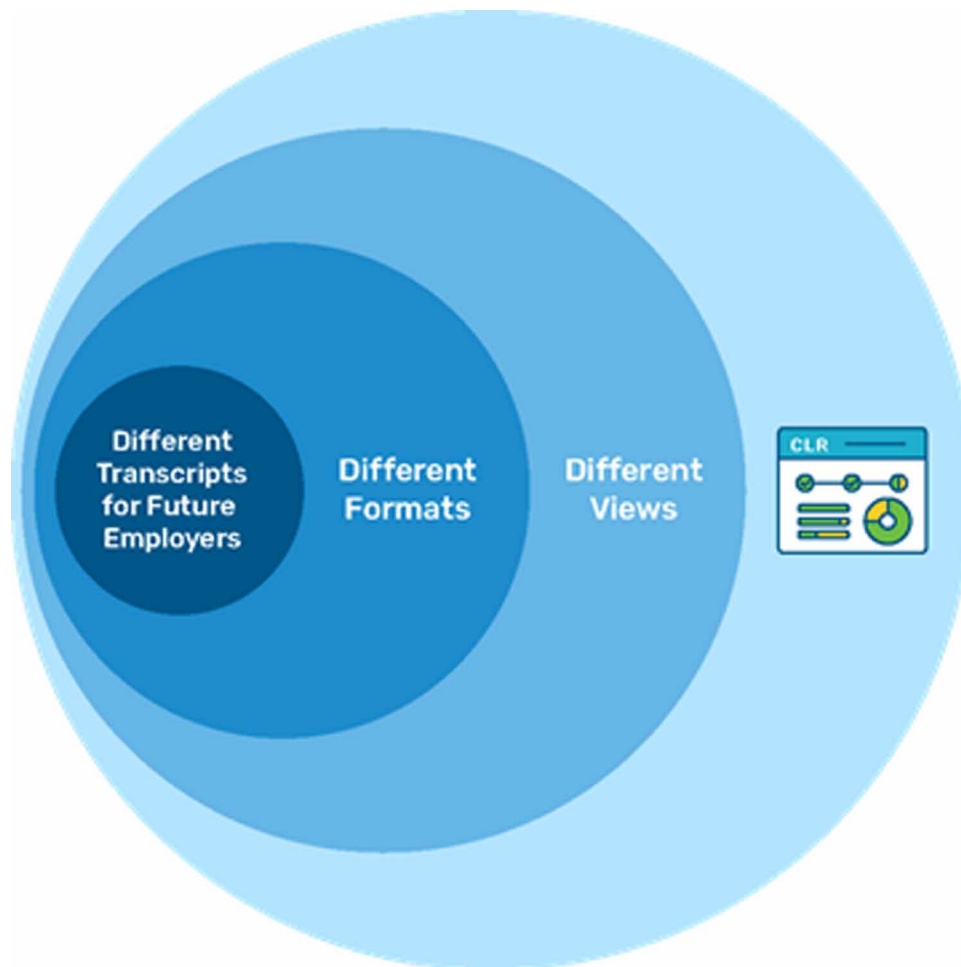 Different
Transcripts
for Future
Employers
Different
Formats
Different
Views
CLR